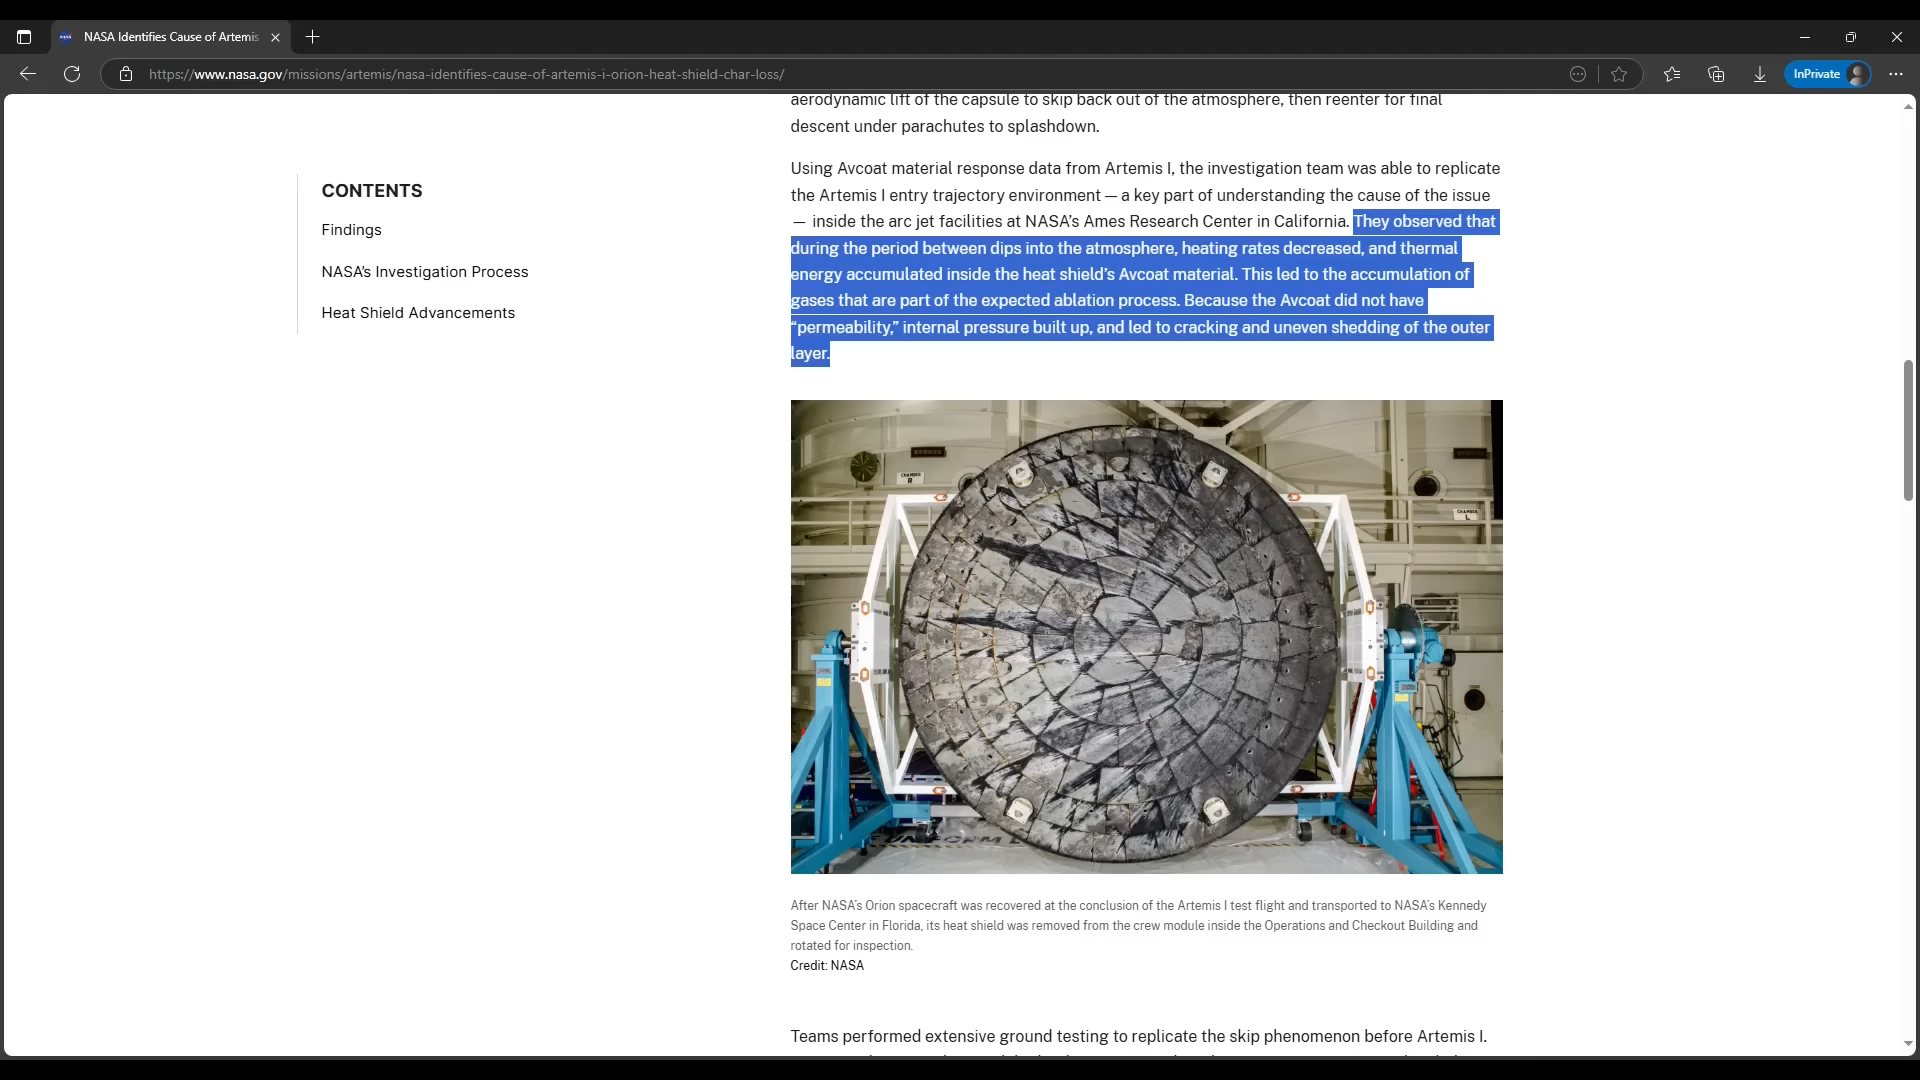 NASA Identifies Cause of Artemis
https://www.nasa.gov/missions/artemis/nasa-identifies-cause-of-artemis-i-orion-heat-shield-char-loss/
InPrivate
aerodynamic lift of the capsule to skip back out of the atmosphere, then reenter for final
descent under parachutes to splashdown.
CONTENTS
Findings
NASA's Investigation Process
Heat Shield Advancements
Using Avcoat material response data from Artemis I, the investigation team was able to replicate
the Artemis I entry trajectory environment — a key part of understanding the cause of the issue
— inside the arc jet facilities at NASA's Ames Research Center in California. They observed that
during the period between dips into the atmosphere, heating rates decreased, and thermal
energy accumulated inside the heat shield's Avcoat material. This led to the accumulation of
gases that are part of the expected ablation process. Because the Avcoat did not have
“permeability,” internal pressure built up, and led to cracking and uneven shedding of the outer
layer.
CHAMBER
R
CHAMBER
L
After NASA's Orion spacecraft was recovered at the conclusion of the Artemis I test flight and transported to NASA's Kennedy
Space Center in Florida, its heat shield was removed from the crew module inside the Operations and Checkout Building and
rotated for inspection.
Credit: NASA
Teams performed extensive ground testing to replicate the skip phenomenon before Artemis I.